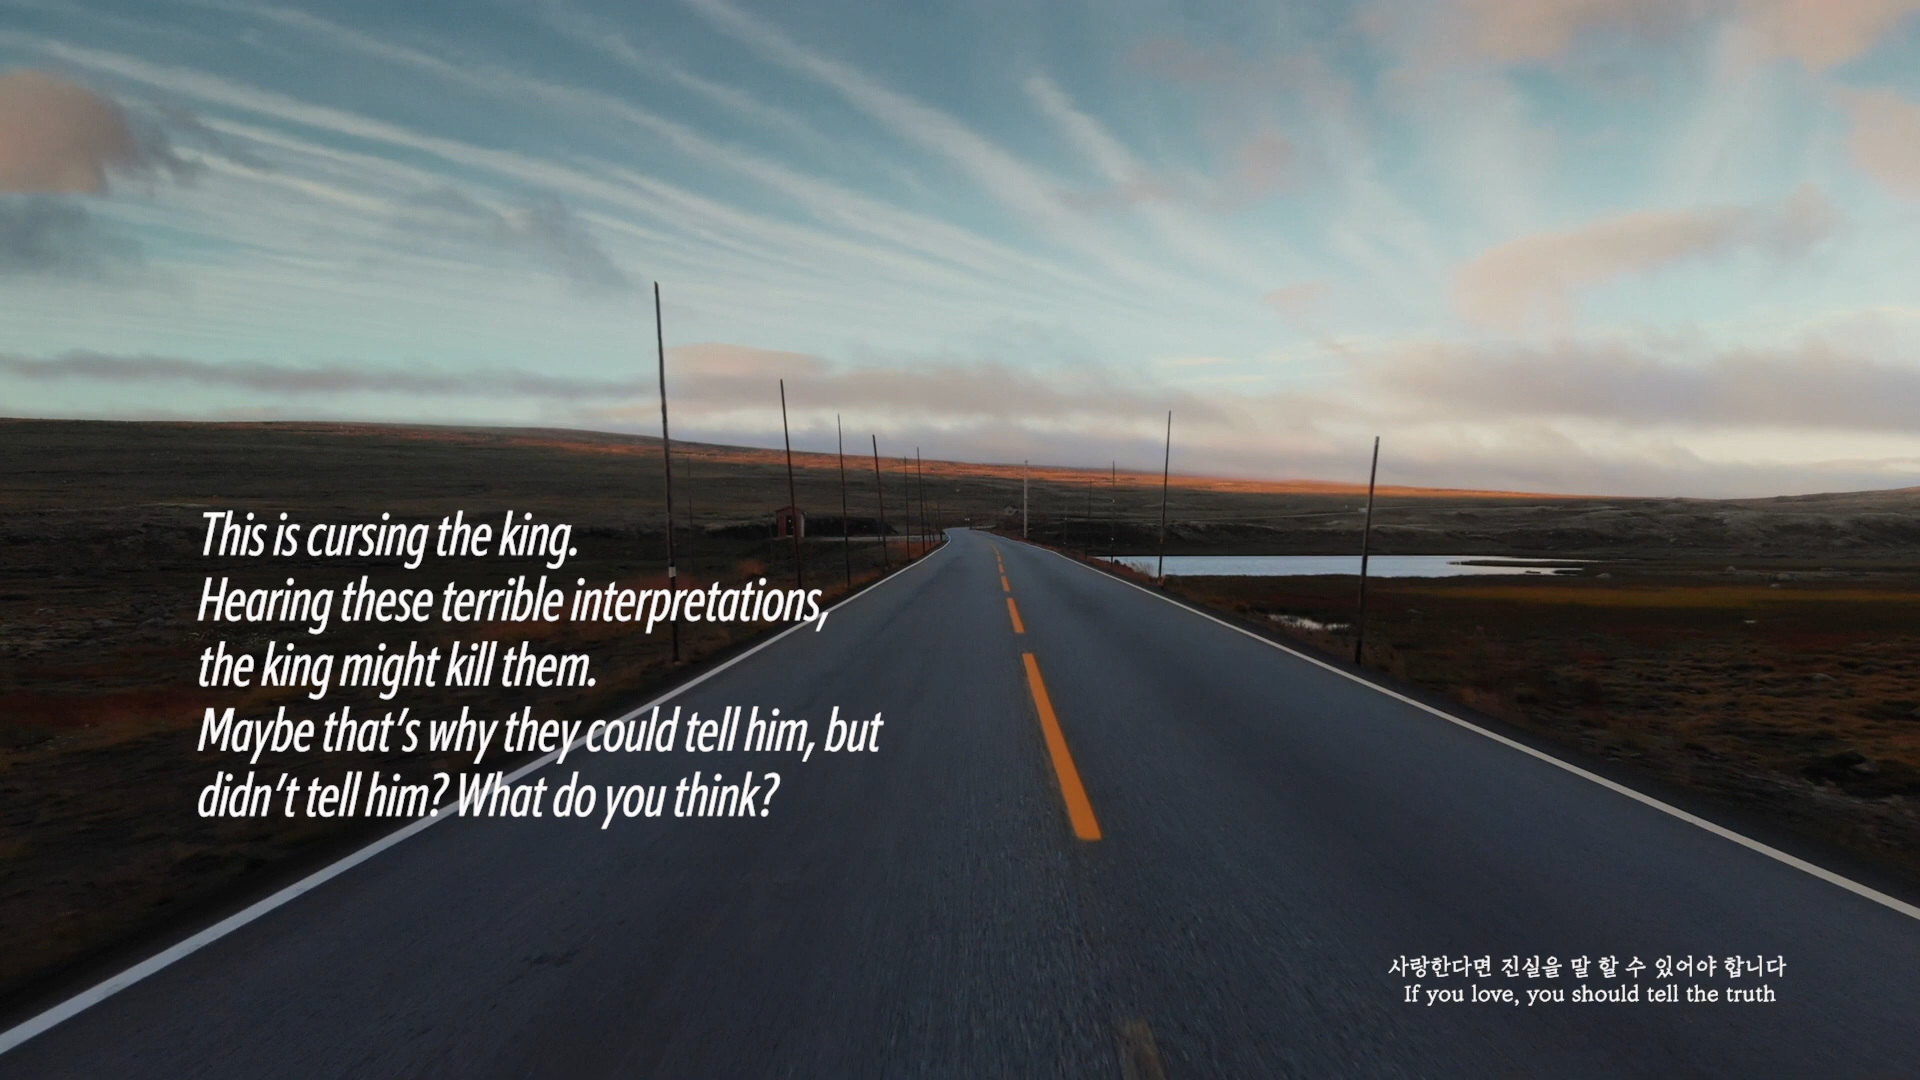 This is cursing the king.
Hearing these terrible interpretations,
the king might kill them.
Maybe that's why they could tell him, but
didn't tell him? What do you think?
사랑한다면 진실을 말 할 수 있어야 합니다
If you love, you should tell the truth